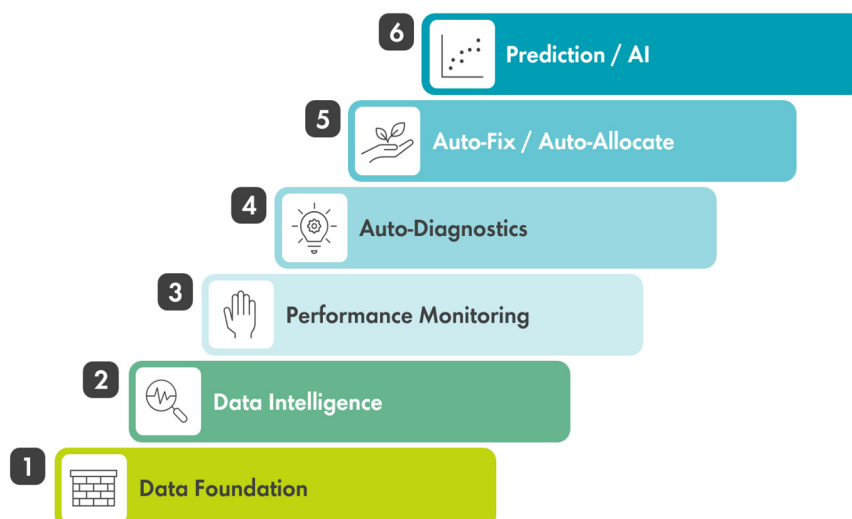 6
Prediction / AI
5
Auto-Fix / Auto-Allocate
4
Auto-Diagnostics
3
Performance Monitoring
2
Data Intelligence
1
Data Foundation